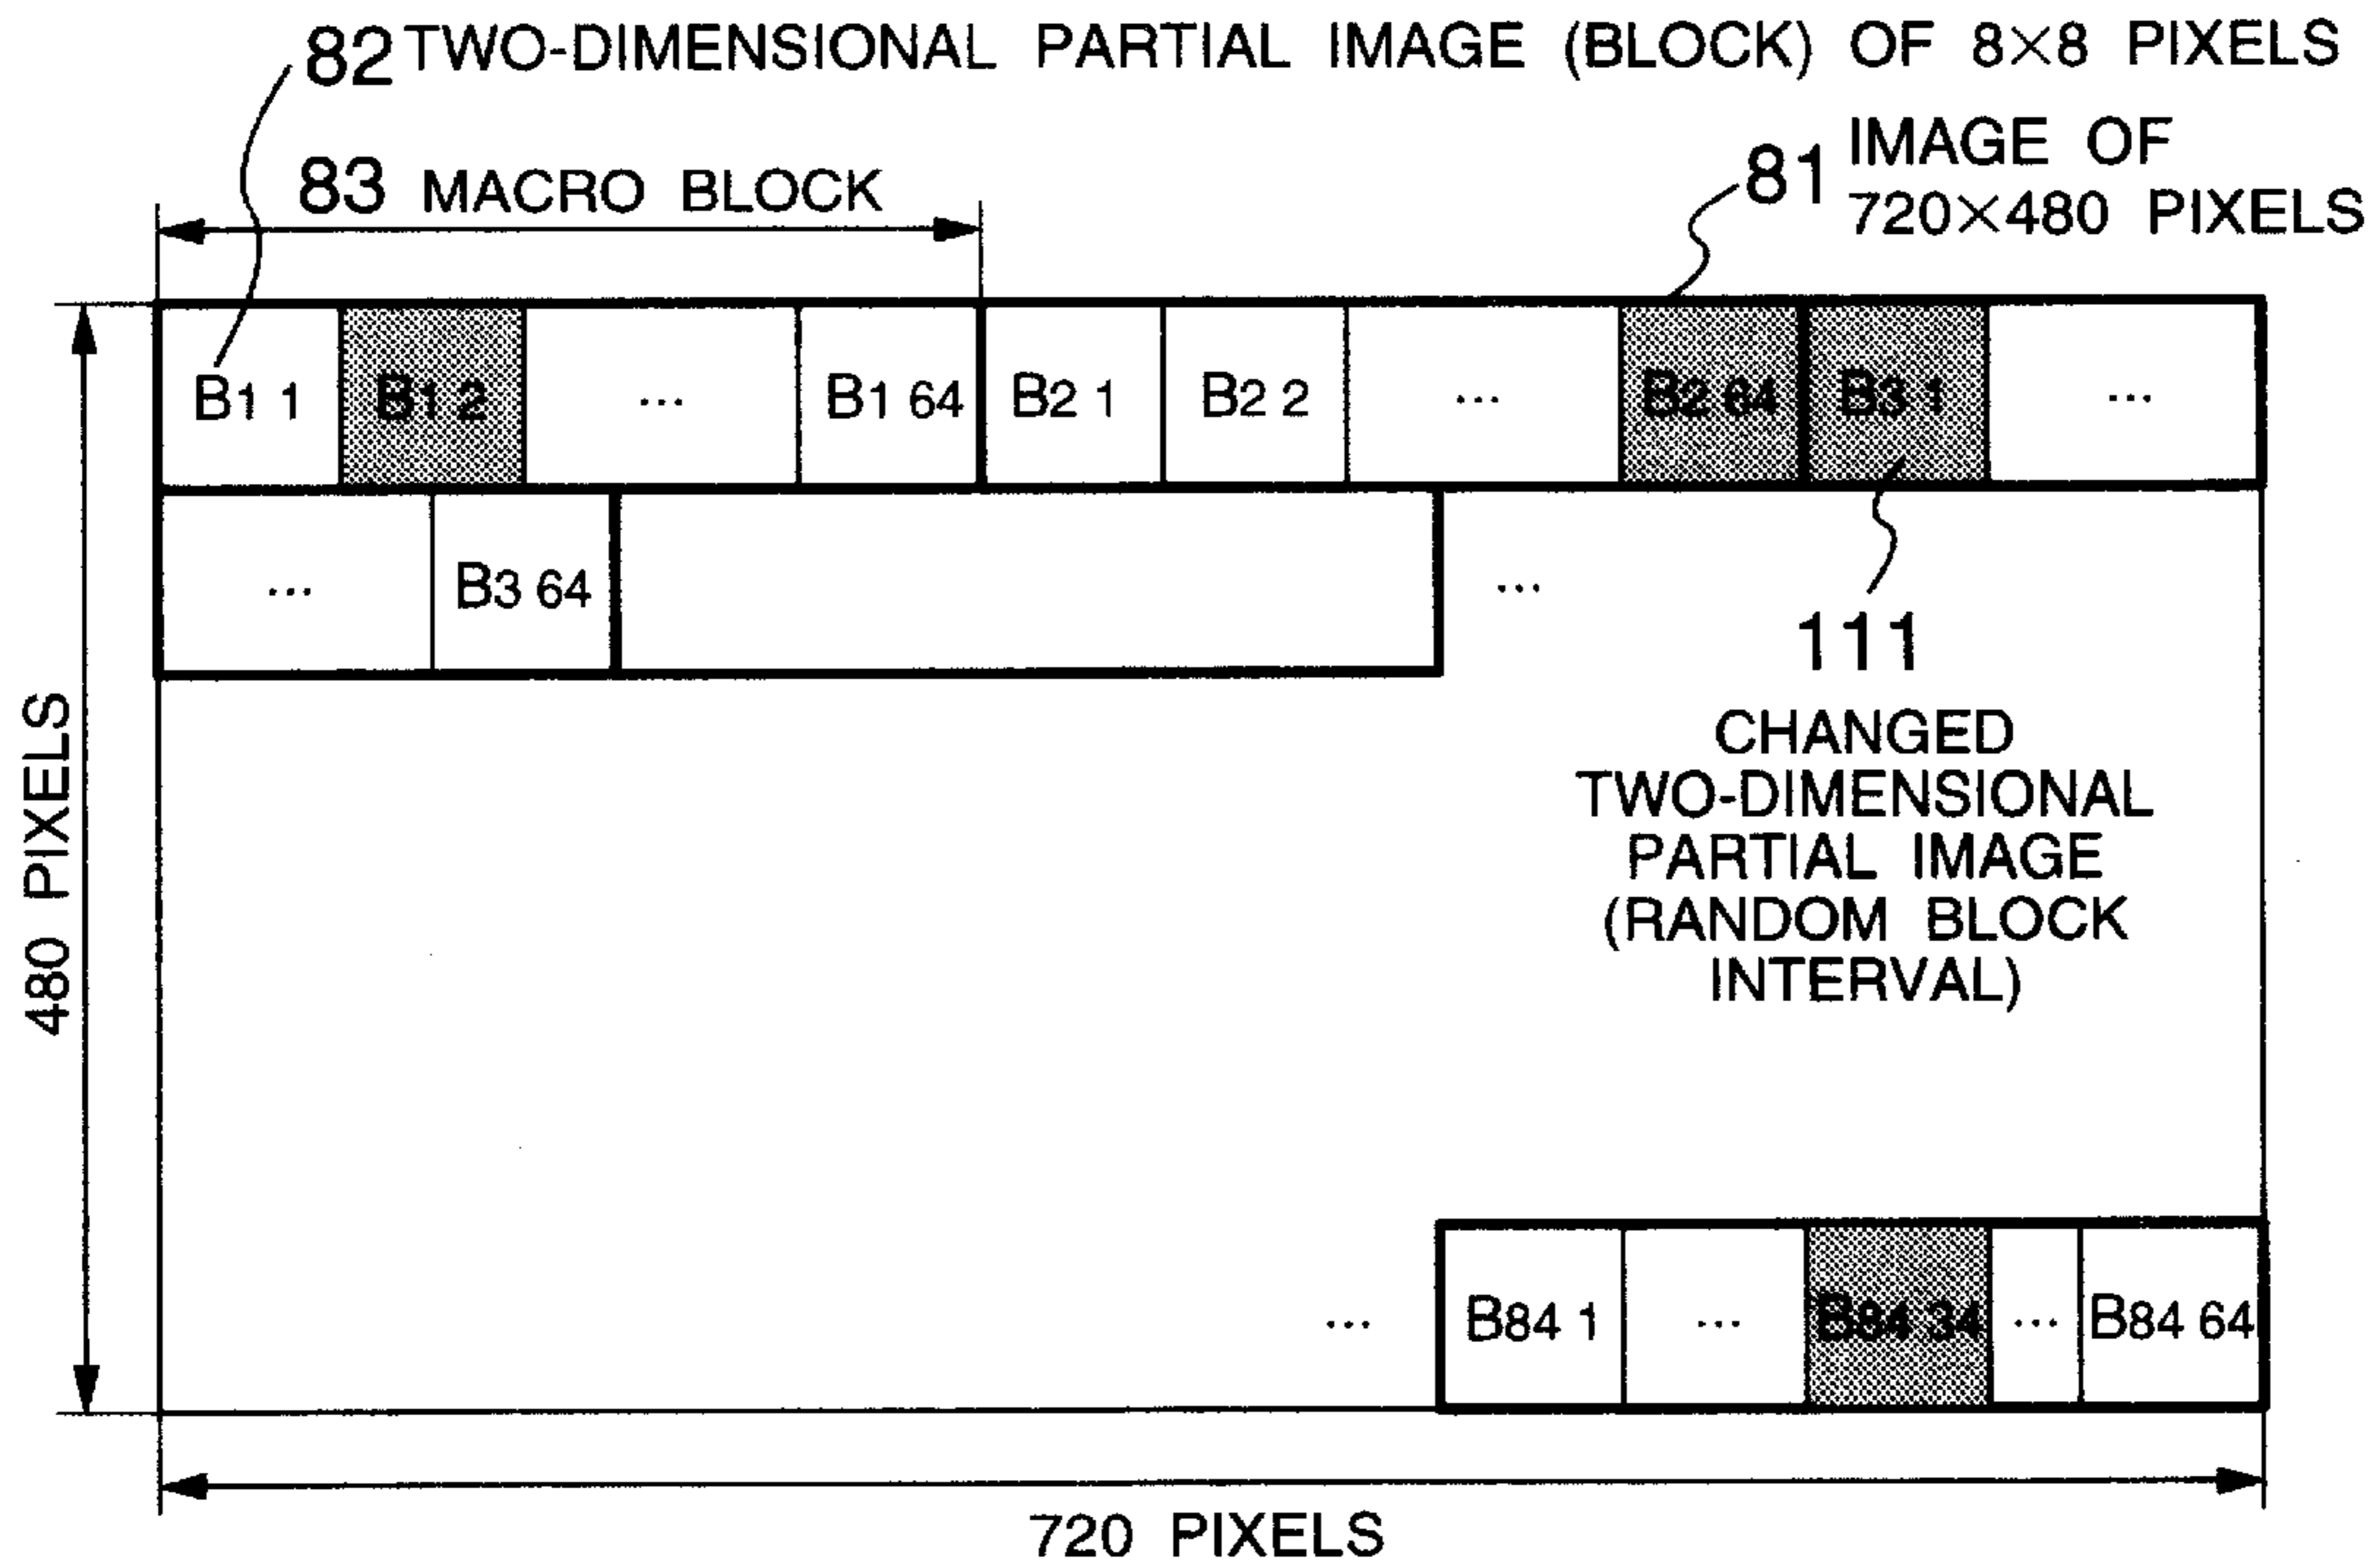 82 TWO-DIMENSIONAL PARTIAL IMAGE (BLOCK) OF 8×8 PIXELS
83 MACRO BLOCK
81 IMAGE OF
720×480 PIXELS
B1 1 B1 2 ... B1 64 B2 1 B2 2 ... B2 64 B3 1 ...
... B3 64 ...
111
CHANGED
TWO-DIMENSIONAL
PARTIAL IMAGE
(RANDOM BLOCK
INTERVAL)
480 PIXELS
... B84 1 ... B84 34 ... B84 64
720 PIXELS